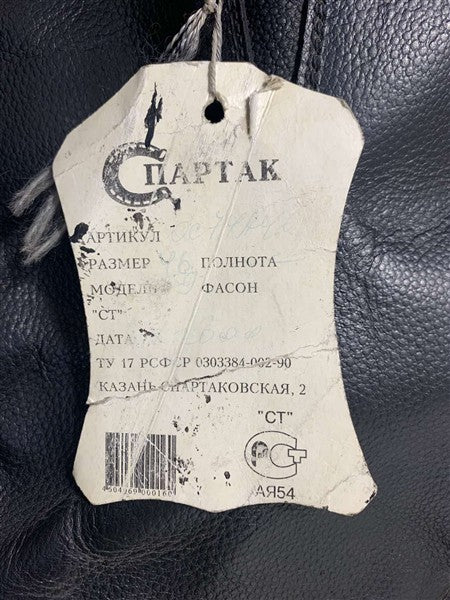 СПАРТАК
АРТИКУЛ
РАЗМЕР ПОЛНОТА
МОДЕЛЬ ФАСОН
"СТ"
ДАТА
ТУ 17 РСФСР 0303384-002-90
КАЗАНЬ СПАРТАКОВСКАЯ, 2
"СТ"
АЯ54